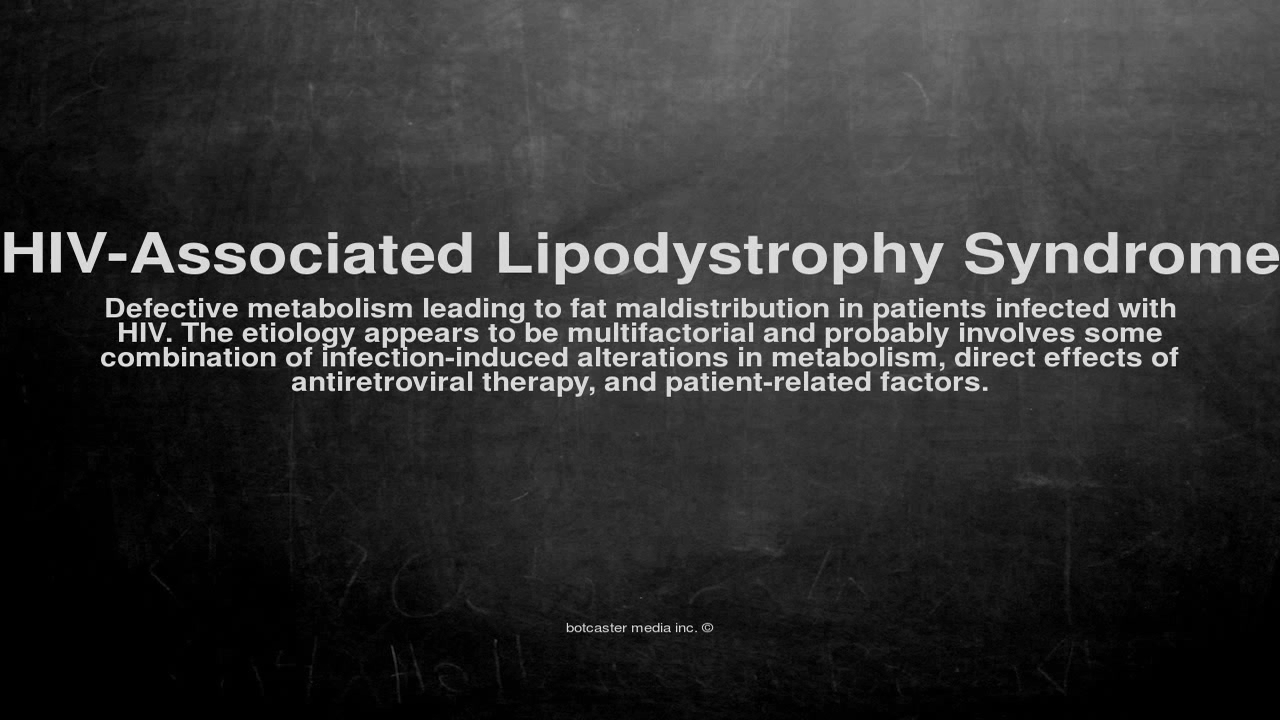 HIV-Associated Lipodystrophy Syndrome
Defective metabolism leading to fat maldistribution in patients infected with
HIV. The etiology appears to be multifactorial and probably involves some
combination of infection-induced alterations in metabolism, direct effects of
antiretroviral therapy, and patient-related factors.
botcaster media inc. ©